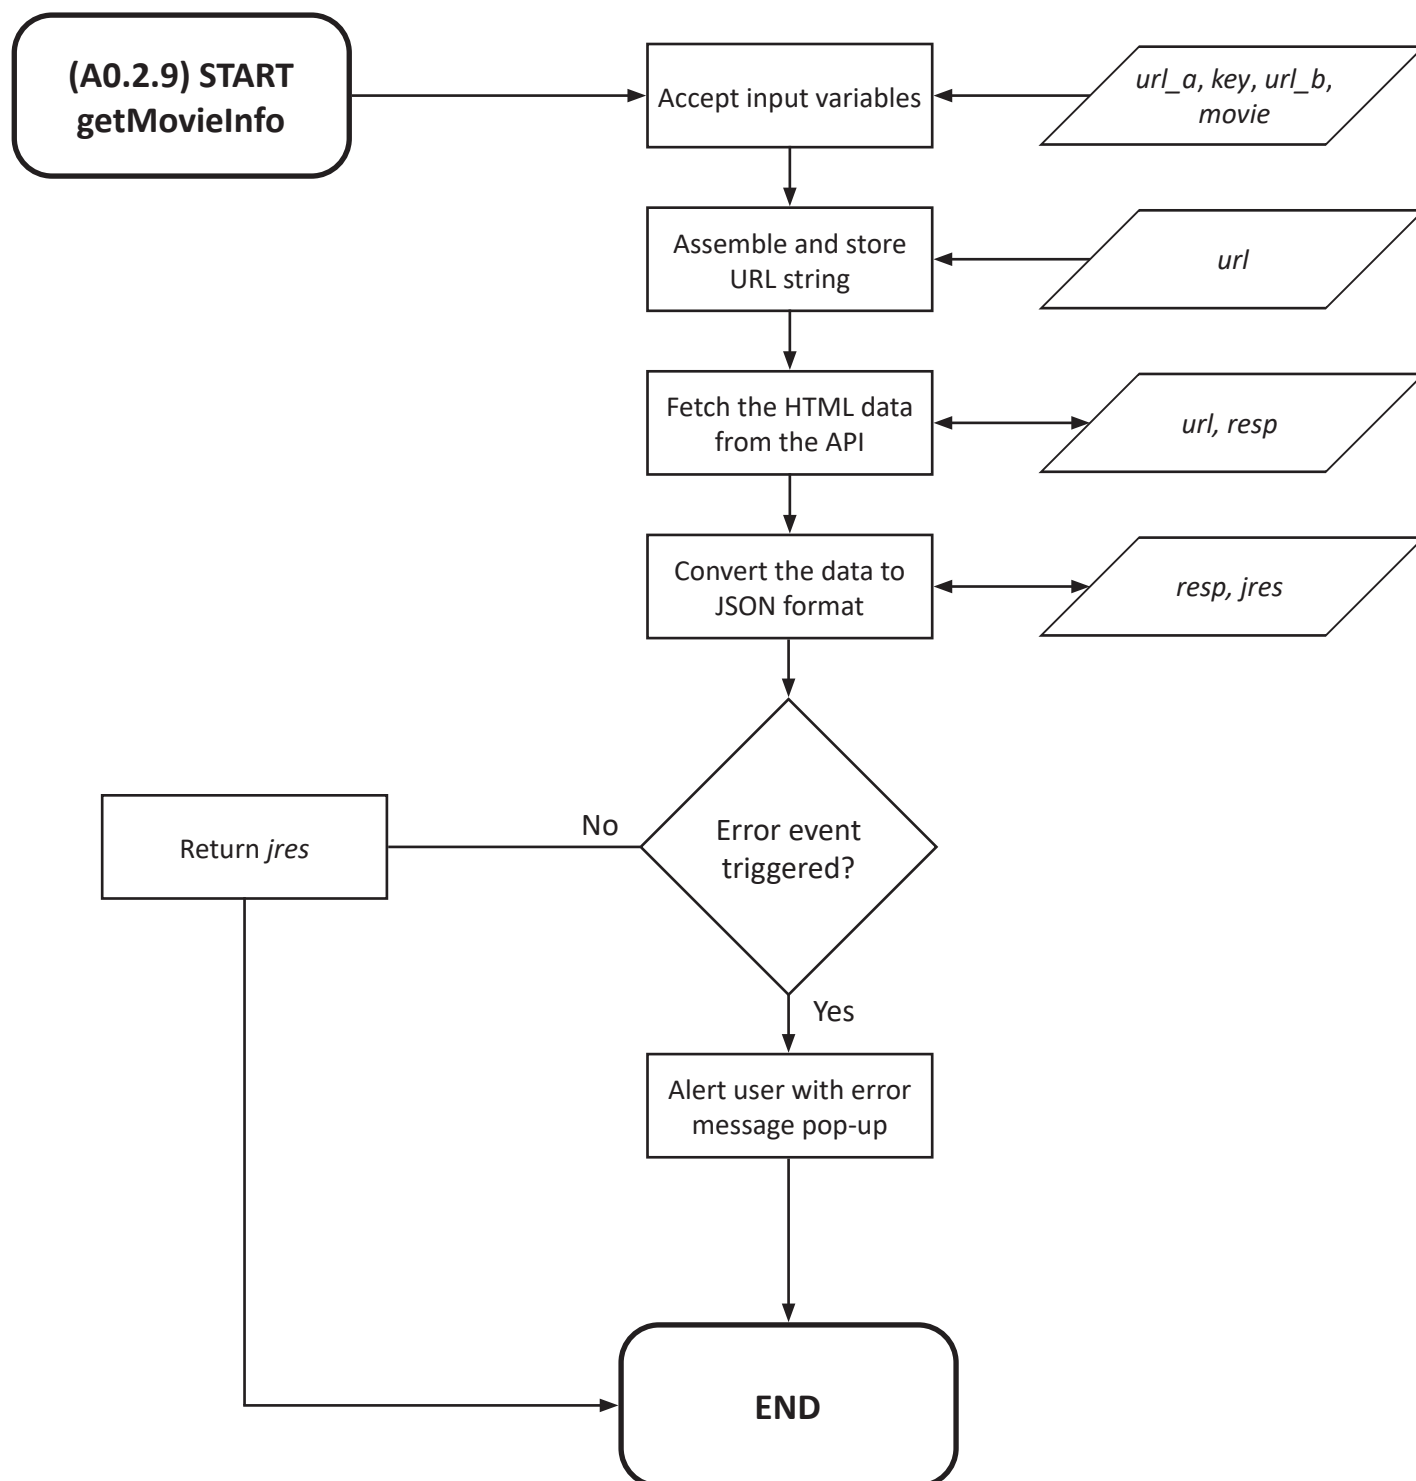 (A0.2.9) START
getMovieInfo
Accept input variables
url_a, key, url_b,
movie
Assemble and store
URL string
url
Fetch the HTML data
from the API
url, resp
Convert the data to
JSON format
resp, jres
Error event
triggered?
No
Return jres
Yes
Alert user with error
message pop-up
END